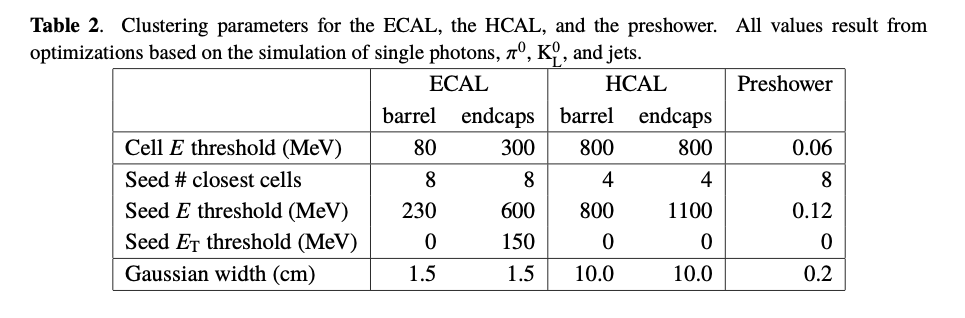 Table 2. Clustering parameters for the ECAL, the HCAL, and the preshower. All values result from
optimizations based on the simulation of single photons, π⁰, K⁰_L, and jets.
ECAL HCAL Preshower
barrel endcaps barrel endcaps
Cell E threshold (MeV) 80 300 800 800 0.06
Seed # closest cells 8 8 4 4 8
Seed E threshold (MeV) 230 600 800 1100 0.12
Seed E_T threshold (MeV) 0 150 0 0 0
Gaussian width (cm) 1.5 1.5 10.0 10.0 0.2